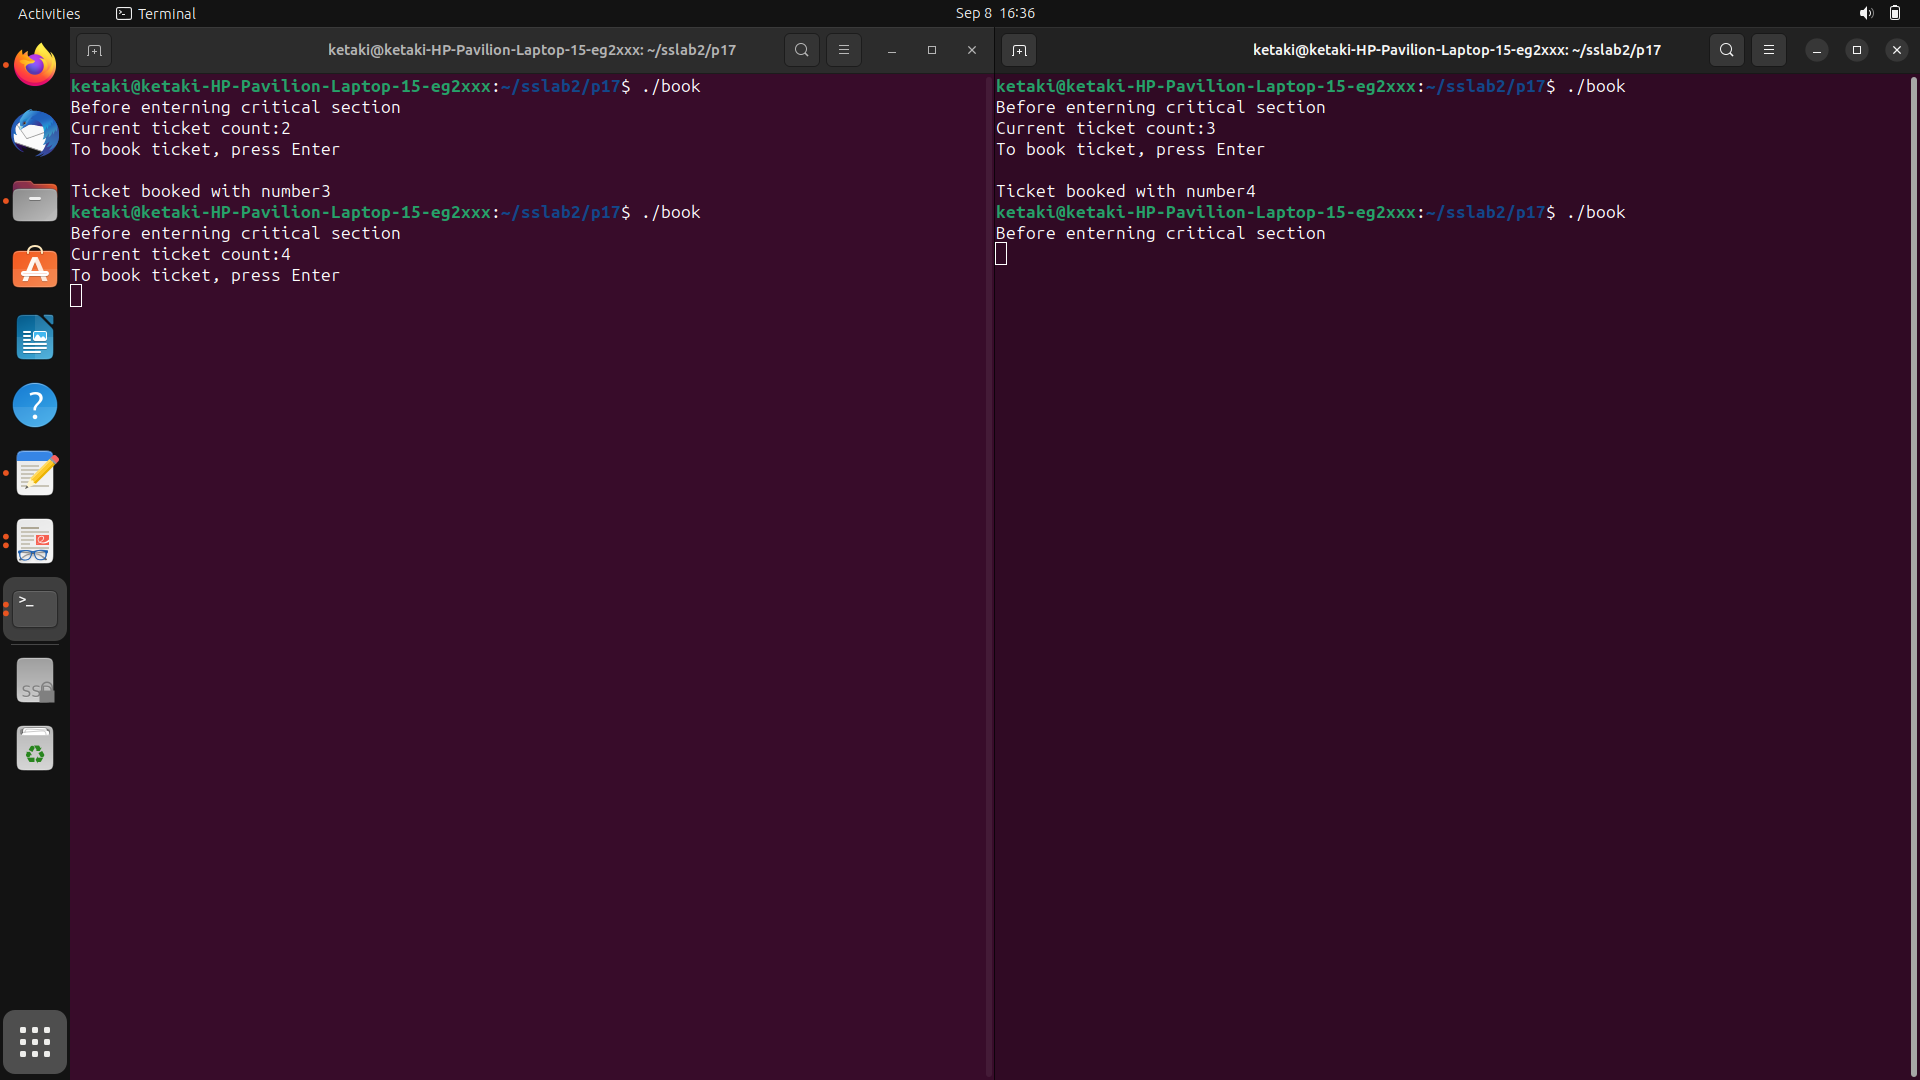 Activities
Terminal
Sep 8 16:36
ketaki@ketaki-HP-Pavilion-Laptop-15-eg2xxx: ~/sslab2/p17
ketaki@ketaki-HP-Pavilion-Laptop-15-eg2xxx:~/sslab2/p17$ ./book
Before enterning critical section
Current ticket count:2
To book ticket, press Enter
Ticket booked with number3
ketaki@ketaki-HP-Pavilion-Laptop-15-eg2xxx:~/sslab2/p17$ ./book
Before enterning critical section
Current ticket count:4
To book ticket, press Enter
ketaki@ketaki-HP-Pavilion-Laptop-15-eg2xxx: ~/sslab2/p17
ketaki@ketaki-HP-Pavilion-Laptop-15-eg2xxx:~/sslab2/p17$ ./book
Before enterning critical section
Current ticket count:3
To book ticket, press Enter
Ticket booked with number4
ketaki@ketaki-HP-Pavilion-Laptop-15-eg2xxx:~/sslab2/p17$ ./book
Before enterning critical section
>_
SSD